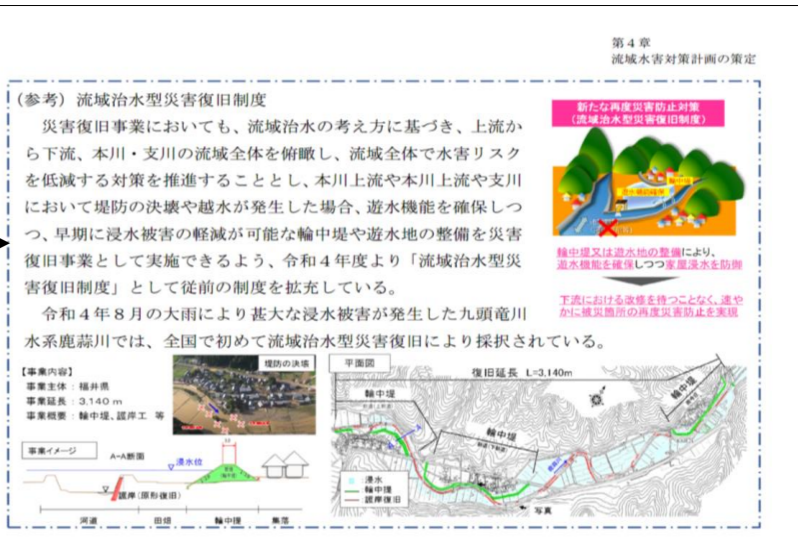 第４章
流域水害対策計画の策定
（参考）流域治水型災害復旧制度
災害復旧事業においても、流域治水の考え方に基づき、上流か
ら下流、本川・支川の流域全体を俯瞰し、流域全体で水害リスク
を低減する対策を推進することとし、本川上流や本川上流や支川
において堤防の決壊や越水が発生した場合、遊水機能を確保しつ
つ、早期に浸水被害の軽減が可能な輪中堤や遊水地の整備を災害
復旧事業として実施できるよう、令和４年度より「流域治水型災
害復旧制度」として従前の制度を拡充している。
令和４年８月の大雨により甚大な浸水被害が発生した九頭竜川
水系鹿蒜川では、全国で初めて流域治水型災害復旧により採択されている。
新たな再度災害防止対策
（流域治水型災害復旧制度）
輪中堤
遊水機能確保
輪中堤又は遊水地の整備により、
遊水機能を確保しつつ家屋浸水を防御
下流における改修を待つことなく、速や
かに被災箇所の再度災害防止を実現
【事業内容】
事業主体：福井県
事業延長：3,140ｍ
事業概要：輪中堤、護岸工 等
堤防の決壊
事業イメージ
A-A断面
浸水位
護岸（原形復旧）
河道
田畑
輪中堤
集落
平面図
復旧延長 L=3,140m
輪中堤
輪中堤
輪中堤
：浸水
：輪中堤
：護岸復旧
写真